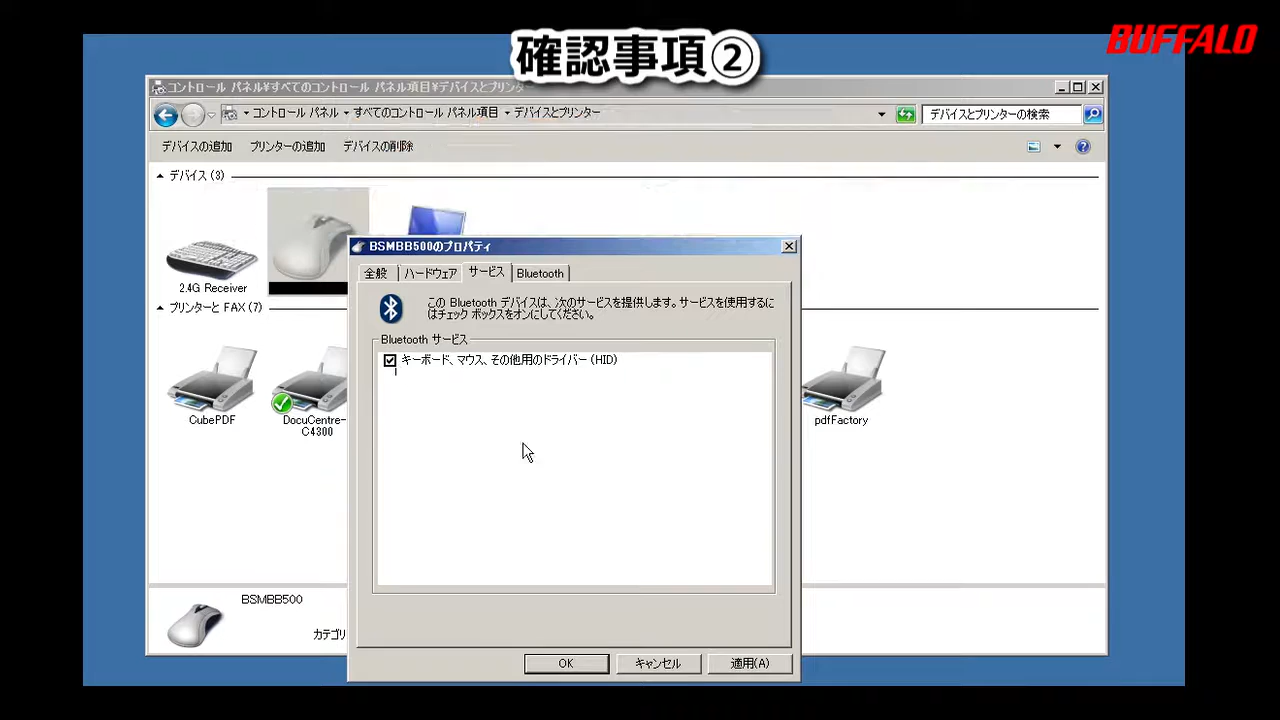 確認事項②
BUFFALO
コントロール パネル¥すべてのコントロール パネル項目¥デバイスとプリンター
コントロール パネル すべてのコントロール パネル項目 デバイスとプリンター
デバイスとプリンターの検索
デバイスの追加 プリンターの追加 デバイスの削除
デバイス (3)
2.4G Receiver
BSMBB500のプロパティ
全般 ハードウェア サービス Bluetooth
この Bluetooth デバイスは、次のサービスを提供します。サービスを使用するに
はチェック ボックスをオンにしてください。
Bluetooth サービス
キーボード、マウス、その他用のドライバー (HID)
プリンターと FAX (7)
CubePDF
DocuCentre-
C4300
pdfFactory
BSMBB500
カテゴリ
OK キャンセル 適用(A)